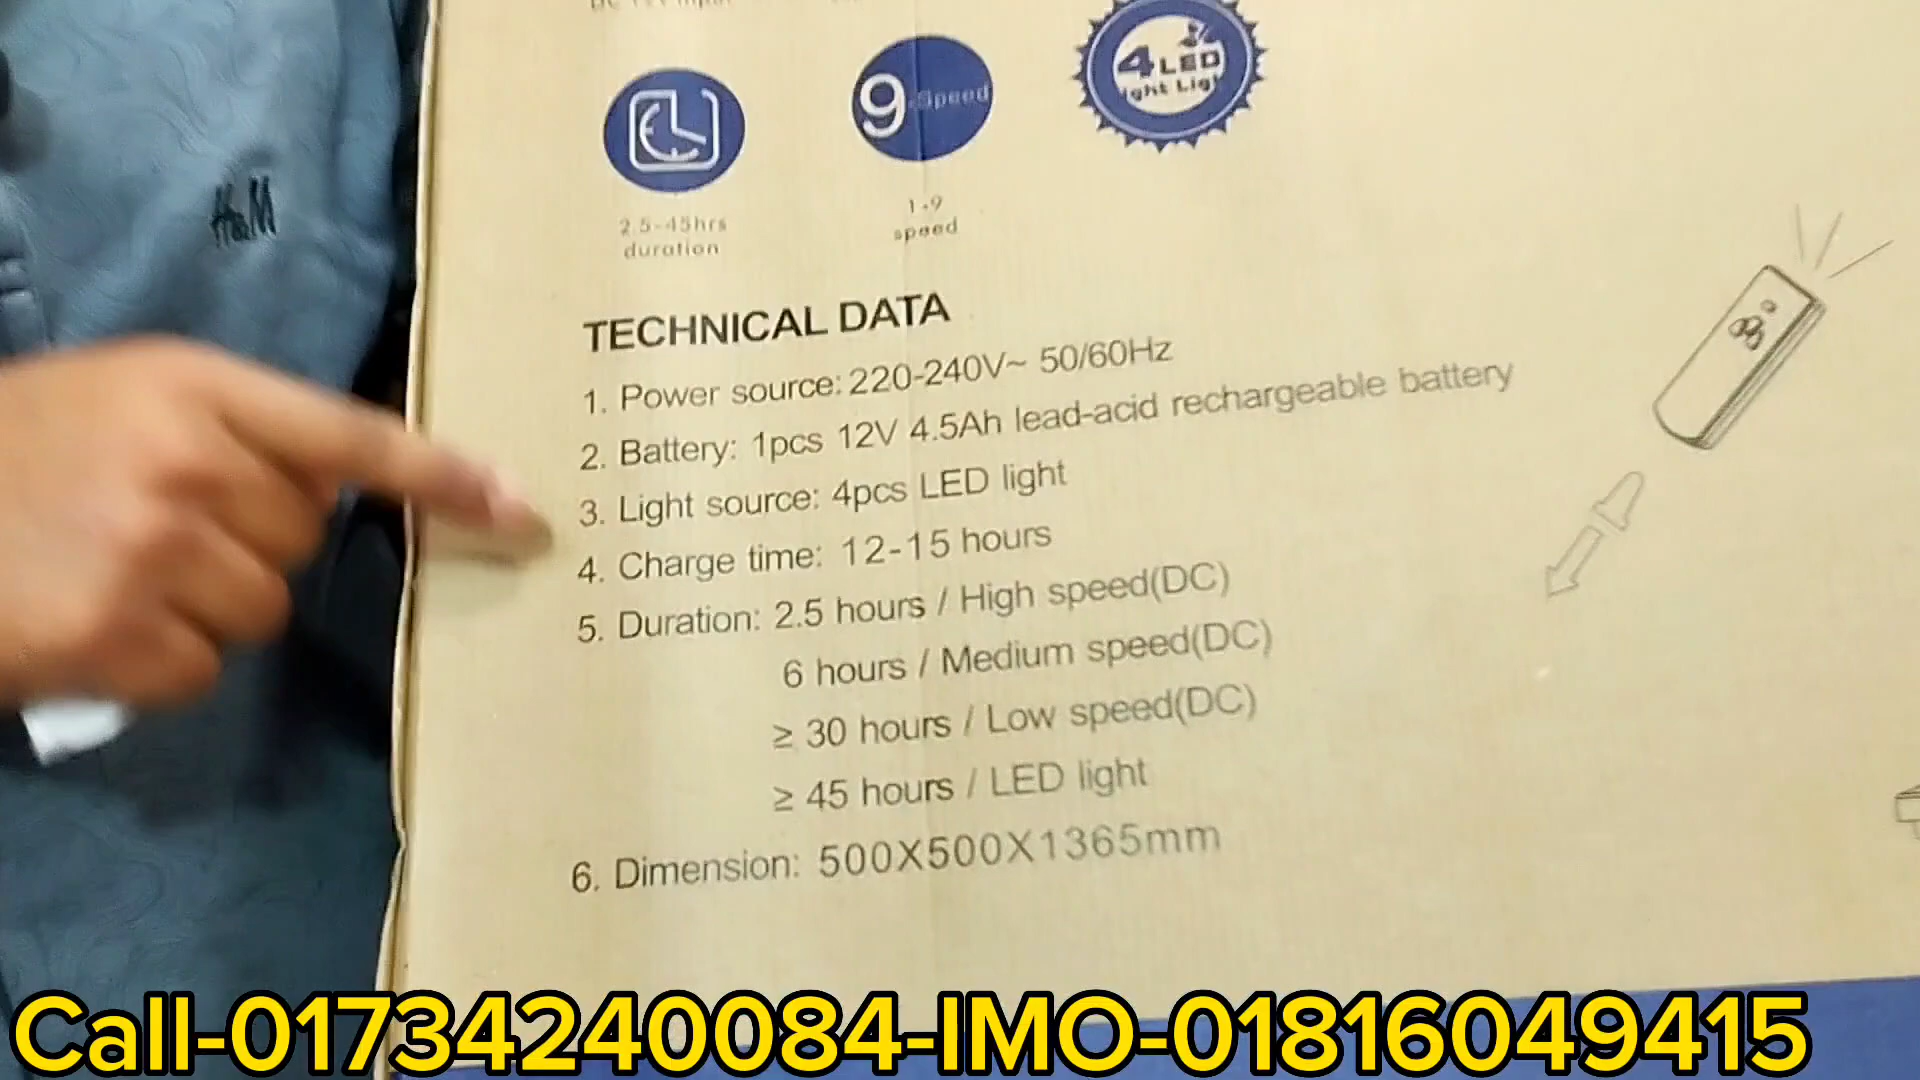 H&M
9 Speed
4 LED
2.5-45hrs
duration
1-9
speed
TECHNICAL DATA
1. Power source: 220-240V~ 50/60Hz
2. Battery: 1pcs 12V 4.5Ah lead-acid rechargeable battery
3. Light source: 4pcs LED light
4. Charge time: 12-15 hours
5. Duration: 2.5 hours / High speed(DC)
6 hours / Medium speed(DC)
≥ 30 hours / Low speed(DC)
≥ 45 hours / LED light
6. Dimension: 500X500X1365mm
Call-01734240084-IMO-01816049415